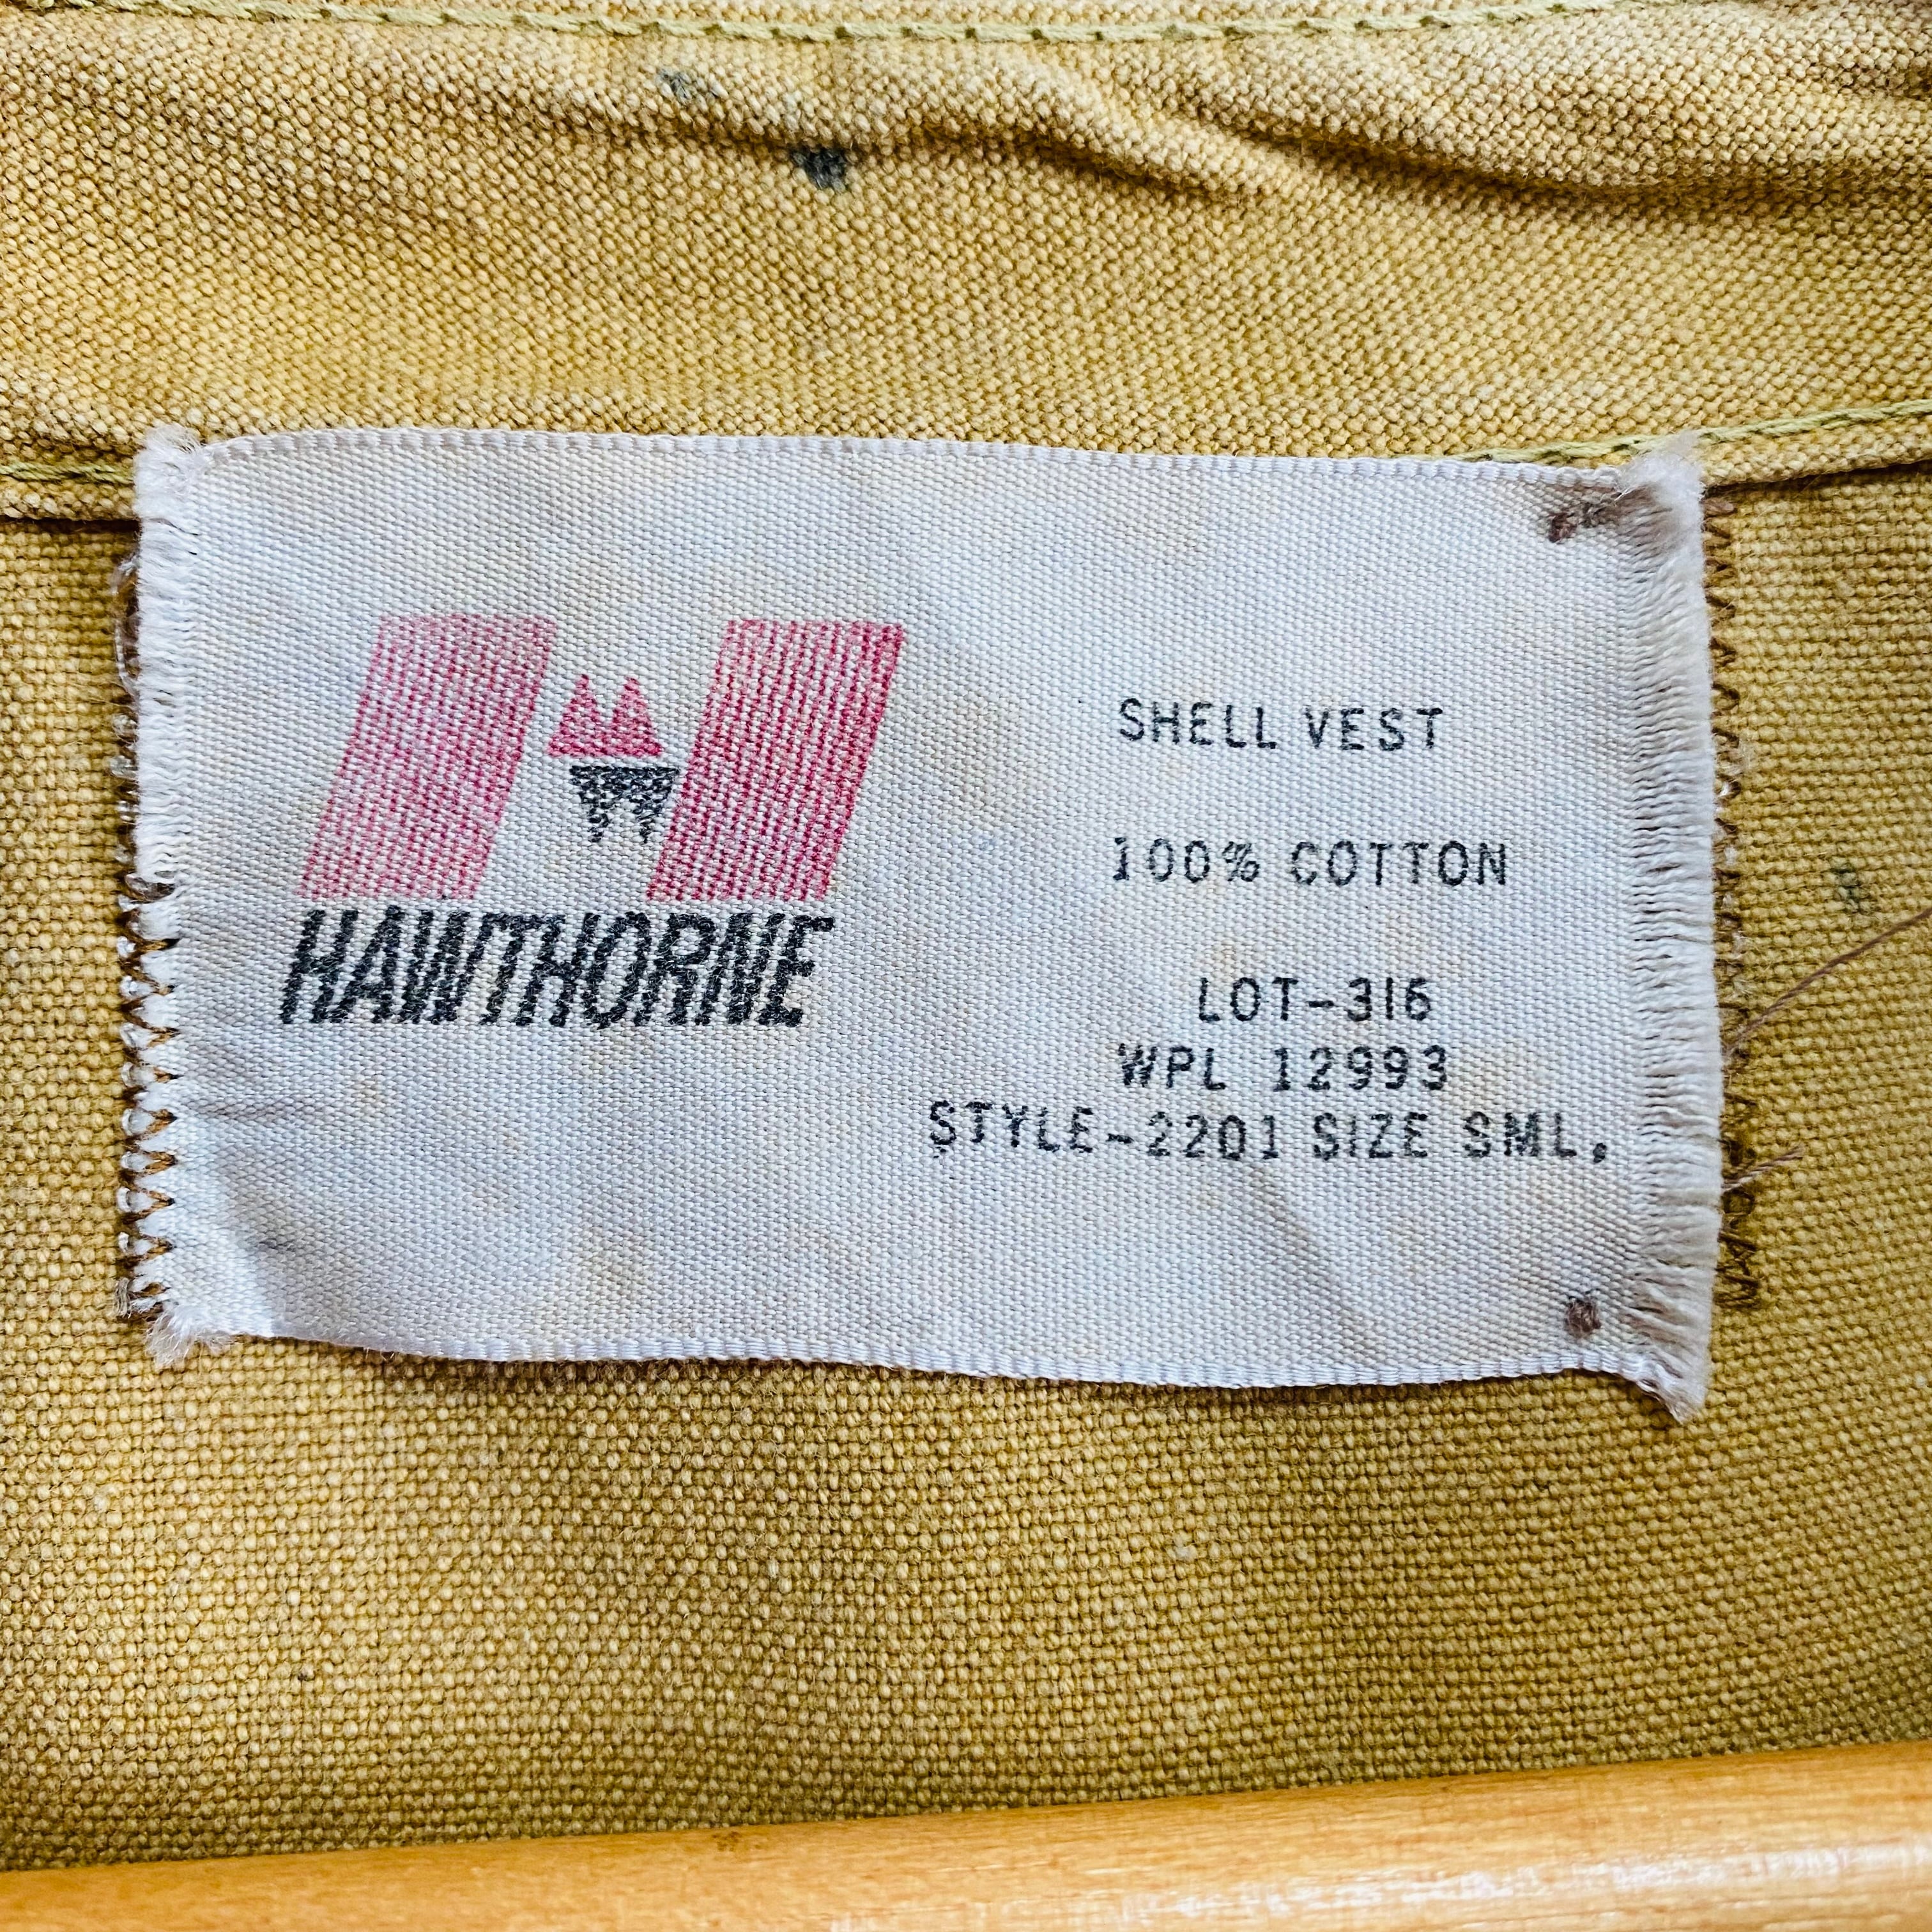 HAWTHORNE
SHELL VEST
100% COTTON
LOT-316
WPL 12993
STYLE-2201 SIZE SML.